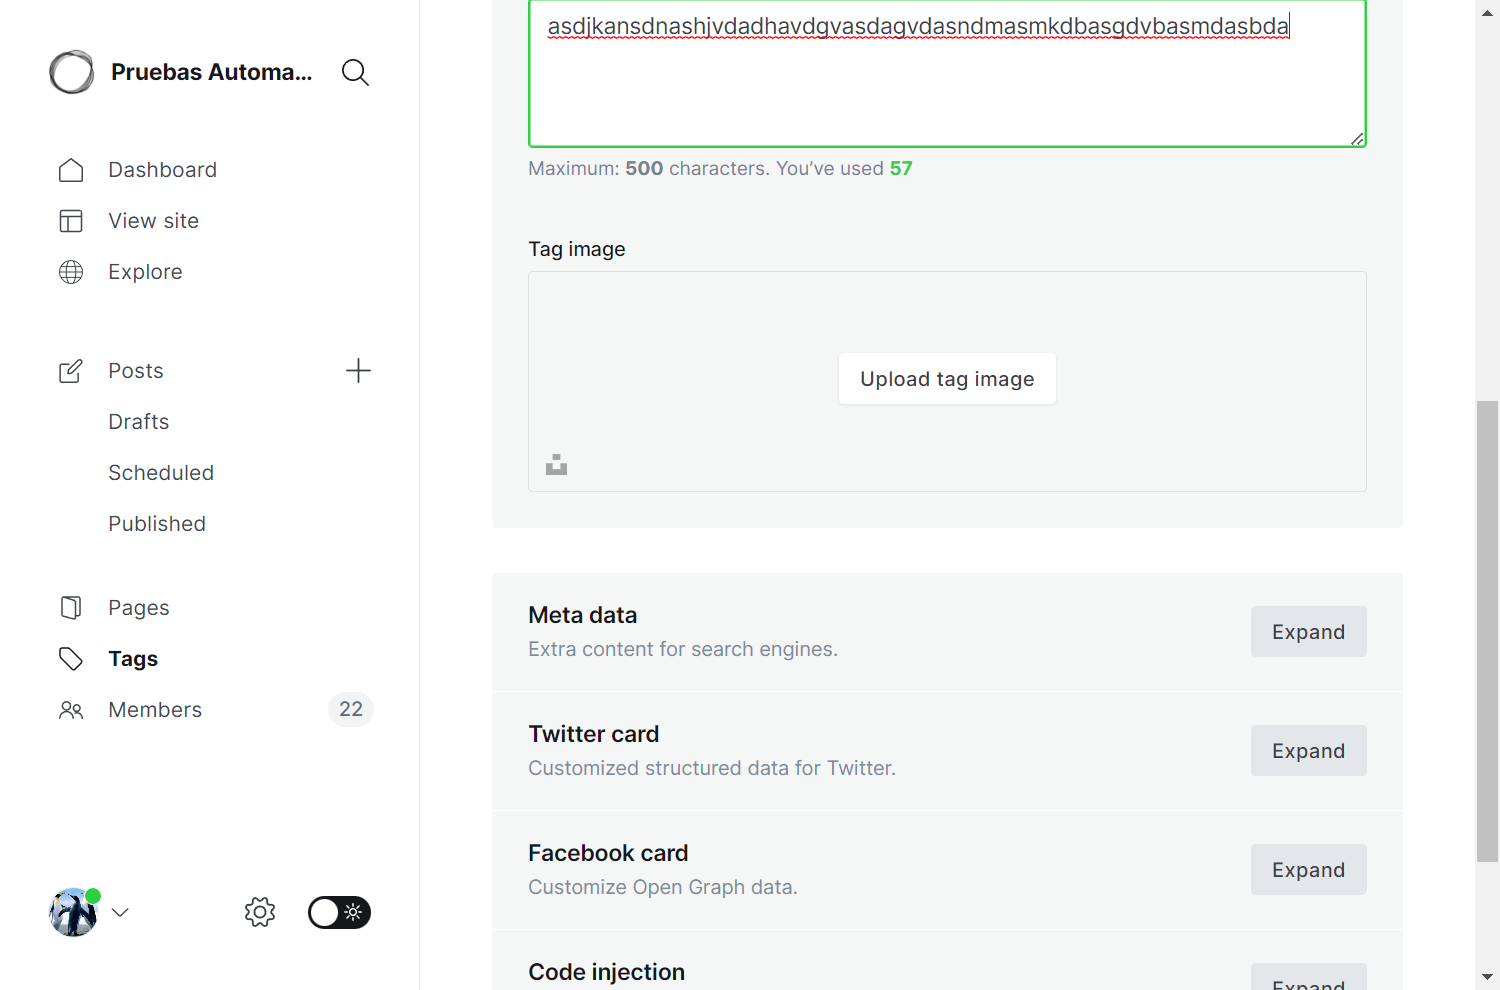 Pruebas Automa...
Dashboard
View site
Explore
Posts
Drafts
Scheduled
Published
Pages
Tags
Members
22
asdjkansdnashjvdadhavdgvasdagvdasndmasmkdbasgdvbasmdasbda
Maximum: 500 characters. You’ve used 57
Tag image
Upload tag image
Meta data
Extra content for search engines.
Expand
Twitter card
Customized structured data for Twitter.
Expand
Facebook card
Customize Open Graph data.
Expand
Code injection
Expand